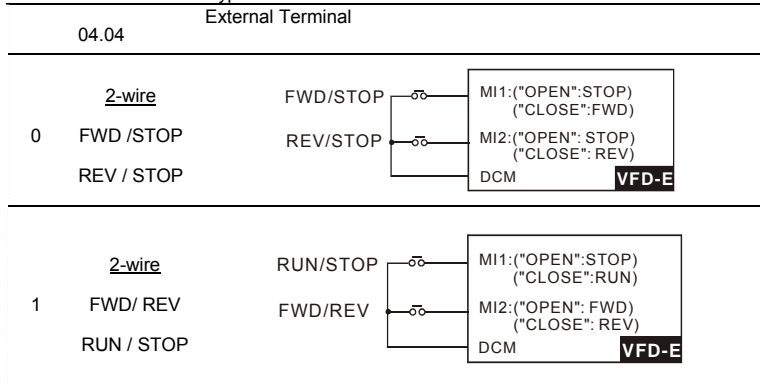 External Terminal
04.04
2-wire
0 FWD /STOP
REV / STOP
FWD/STOP
REV/STOP
MI1:("OPEN":STOP)
("CLOSE":FWD)
MI2:("OPEN": STOP)
("CLOSE": REV)
DCM
VFD-E
2-wire
1 FWD/ REV
RUN / STOP
RUN/STOP
FWD/REV
MI1:("OPEN":STOP)
("CLOSE":RUN)
MI2:("OPEN": FWD)
("CLOSE": REV)
DCM
VFD-E